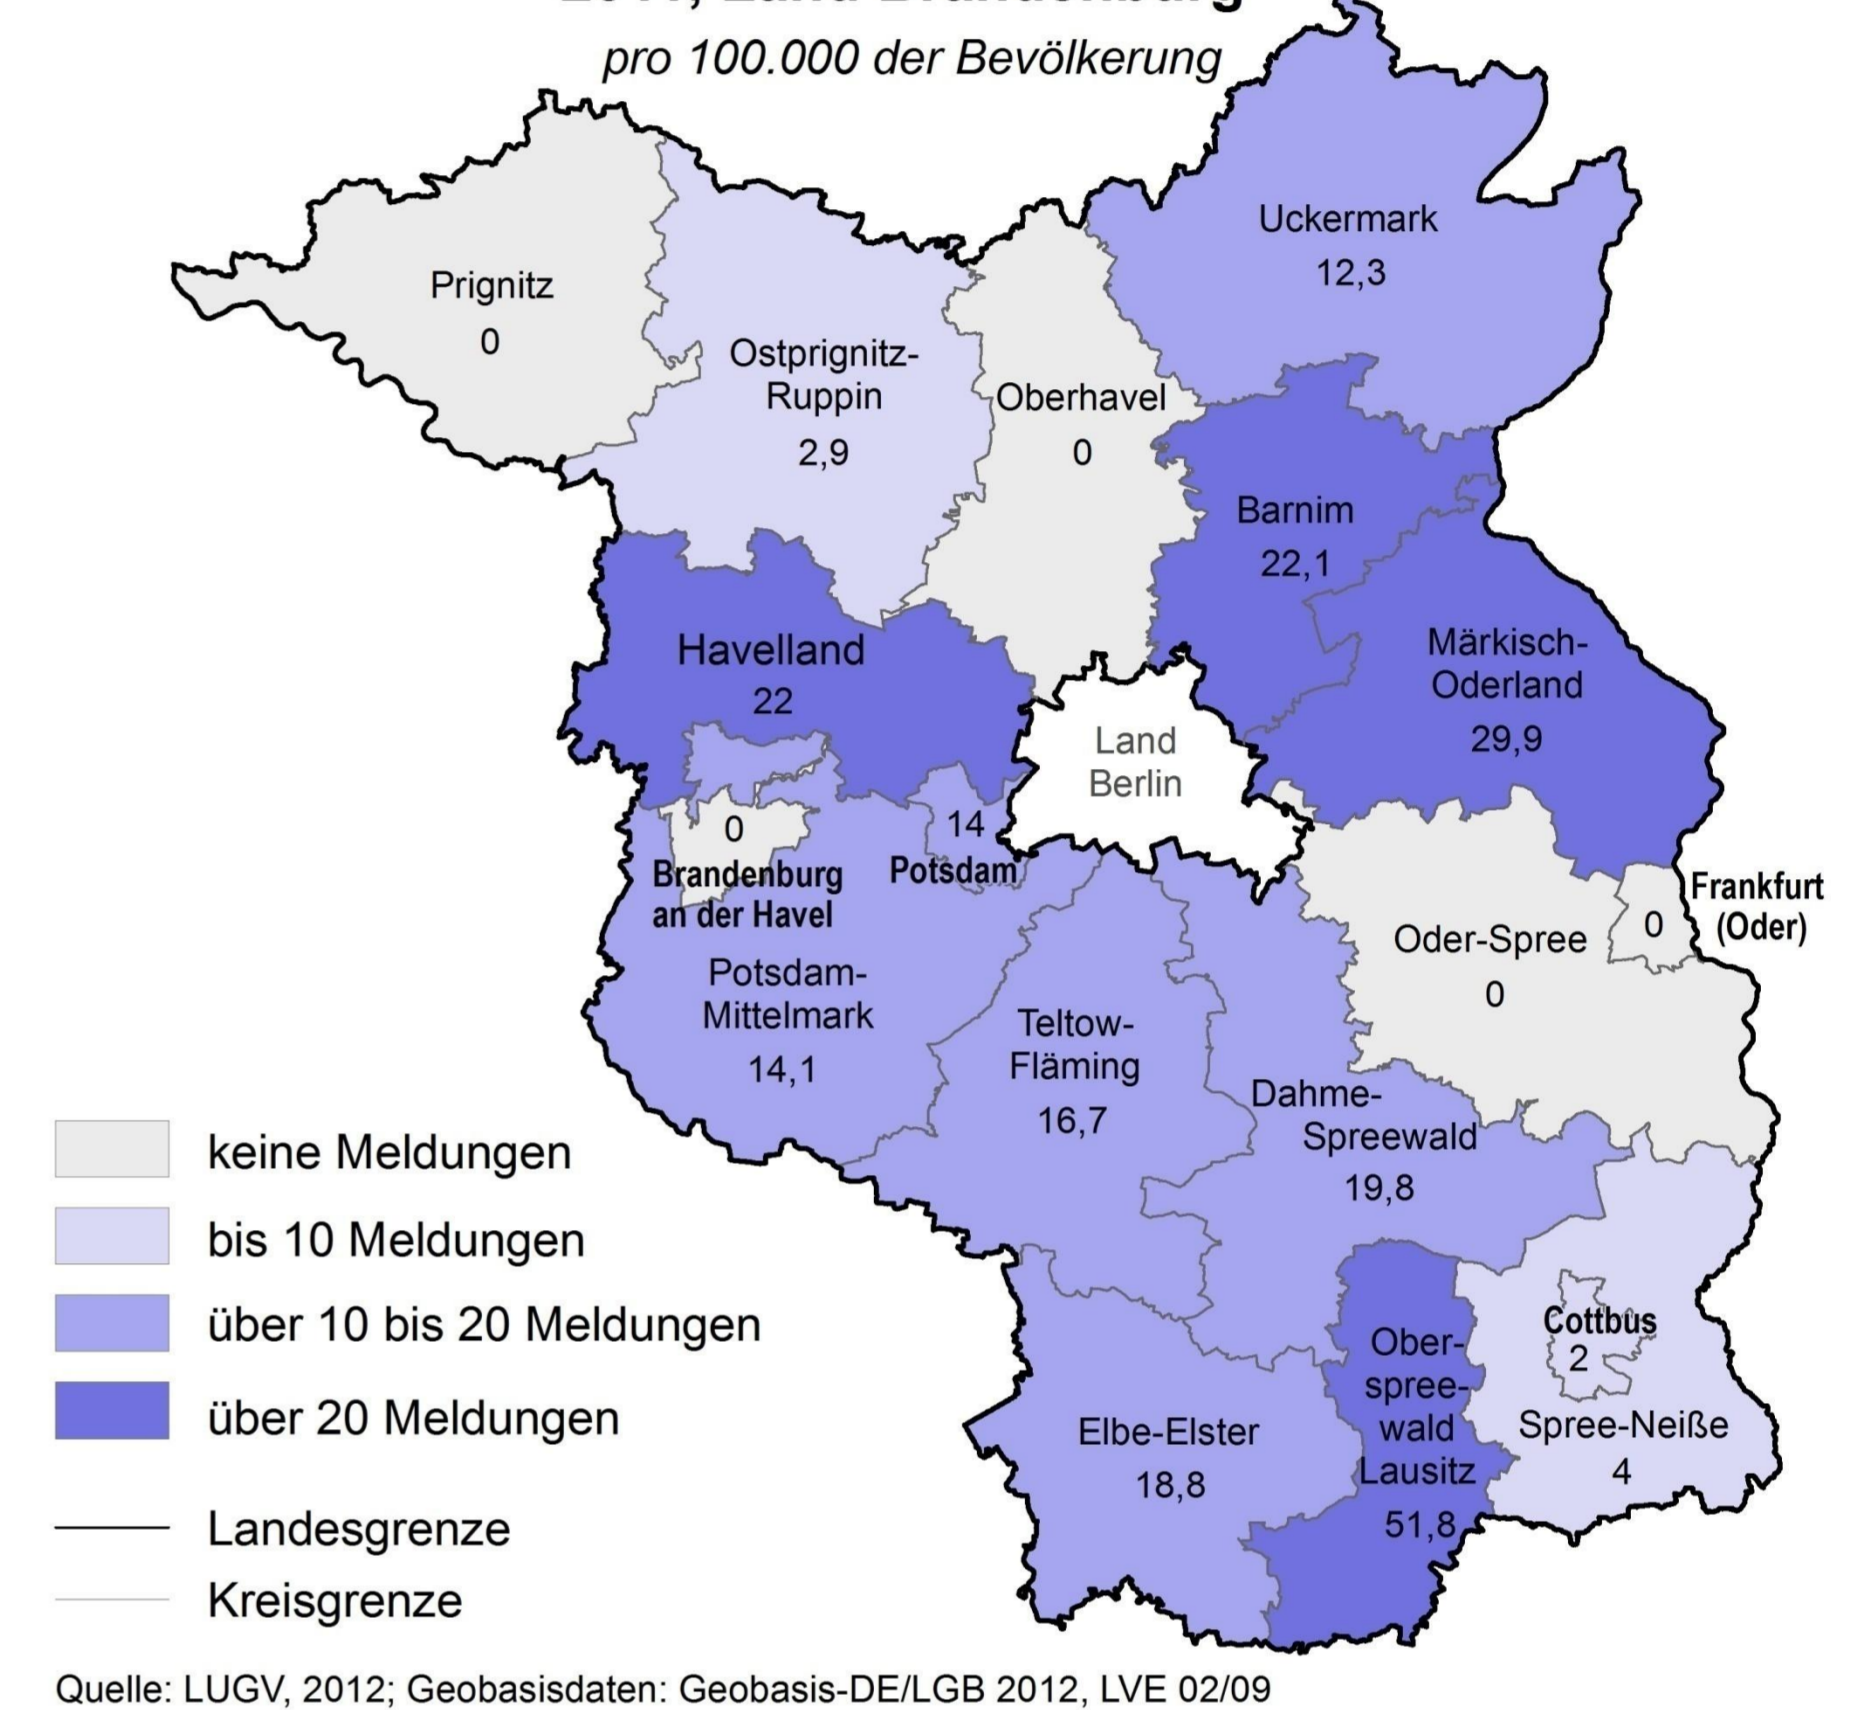 pro 100.000 der Bevölkerung
Uckermark
12,3
Prignitz
0
Ostprignitz-
Ruppin
2,9
Oberhavel
0
Barnim
22,1
Märkisch-
Oderland
29,9
Havelland
22
Land
Berlin
0
Brandenburg
an der Havel
14
Potsdam
Frankfurt
(Oder)
0
Oder-Spree
0
Potsdam-
Mittelmark
14,1
Teltow-
Fläming
16,7
Dahme-
Spreewald
19,8
Cottbus
2
Ober-
spree-
wald
Lausitz
51,8
Spree-Neiße
4
Elbe-Elster
18,8
keine Meldungen
bis 10 Meldungen
über 10 bis 20 Meldungen
über 20 Meldungen
Landesgrenze
Kreisgrenze
Quelle: LUGV, 2012; Geobasisdaten: Geobasis-DE/LGB 2012, LVE 02/09